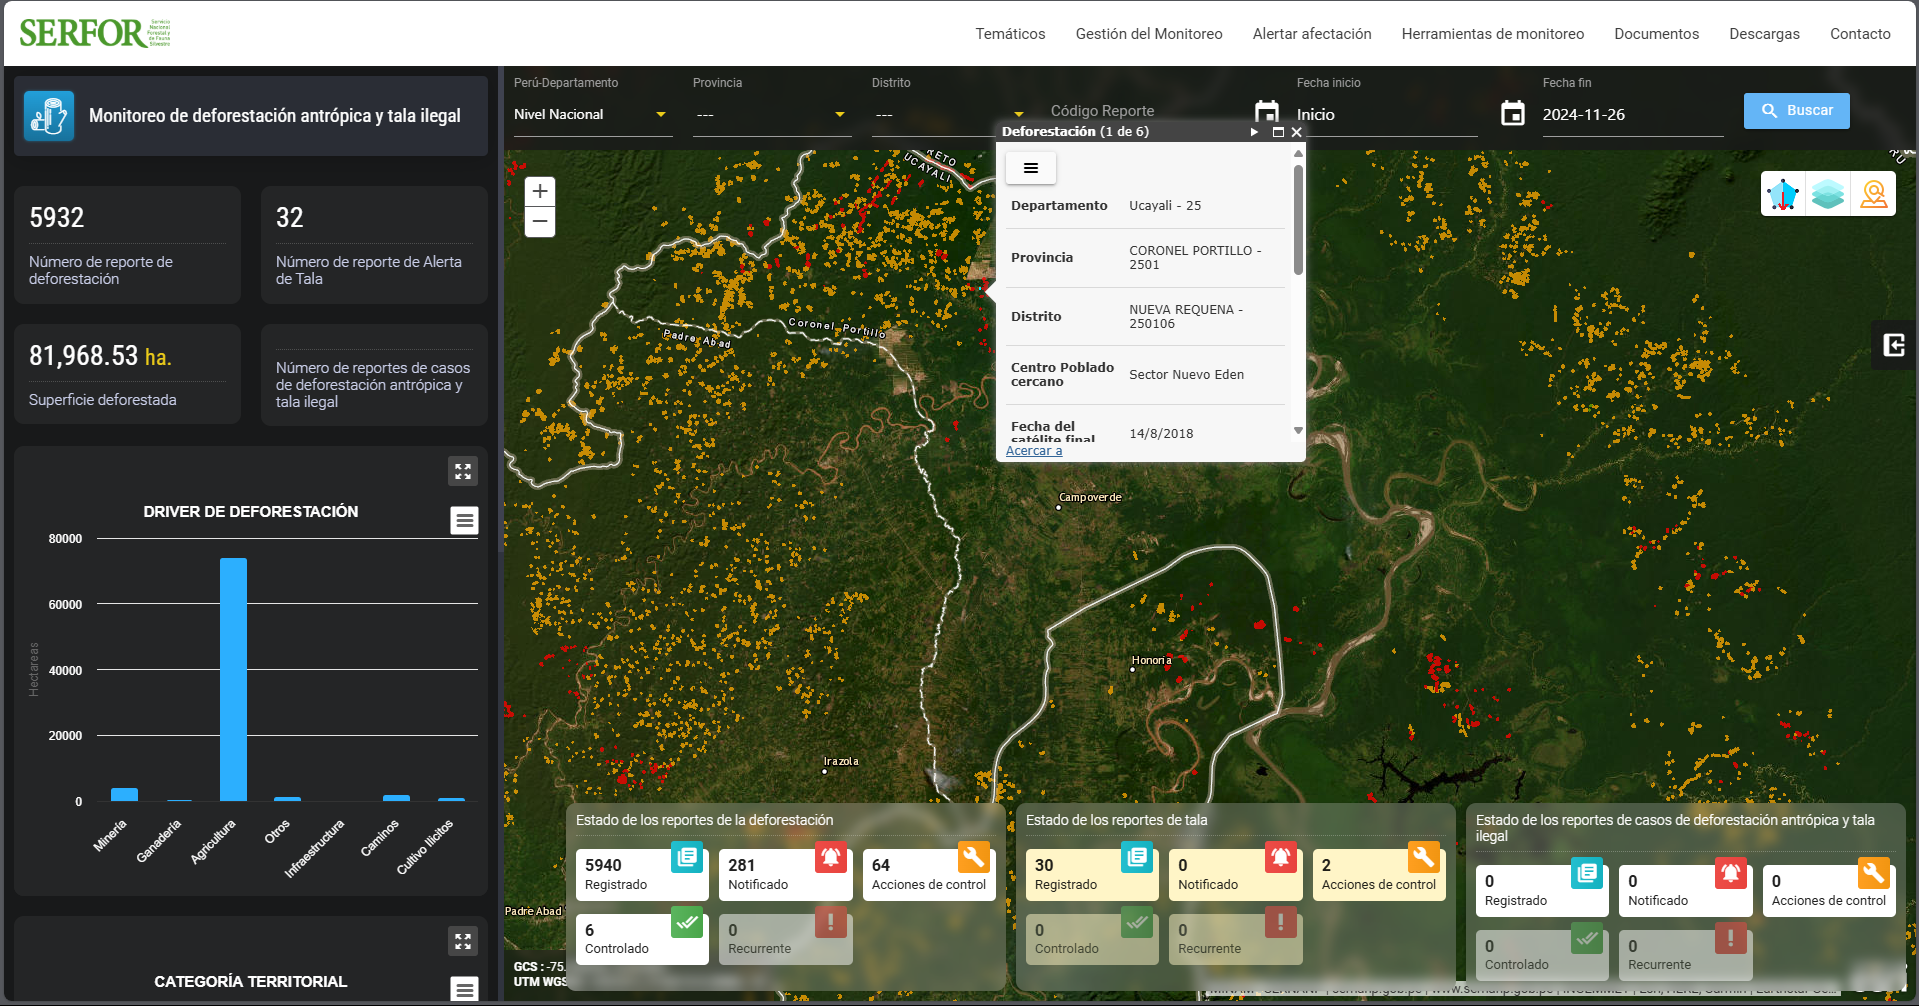 SERFOR
Servicio
Nacional
Forestal y
de Fauna
Silvestre
Temáticos
Gestión del Monitoreo
Alertar afectación
Herramientas de monitoreo
Documentos
Descargas
Contacto
Monitoreo de deforestación antrópica y tala ilegal
Perú-Departamento
Provincia
Distrito
Fecha inicio
Fecha fin
Nivel Nacional
---
---
Código Reporte
Inicio
2024-11-26
Buscar
5932
Número de reporte de
deforestación
32
Número de reporte de Alerta
de Tala
81,968.53 ha.
Superficie deforestada
Número de reportes de casos
de deforestación antrópica y
tala ilegal
DRIVER DE DEFORESTACIÓN
Hectareas
80000
60000
40000
20000
0
Minería
Ganadería
Agricultura
Otros
Infraestructura
Caminos
Cultivo Ilícitos
CATEGORÍA TERRITORIAL
+
−
RETO
UCAYALI
Coronel Portillo
Padre Abad
Deforestación (1 de 6)
Departamento
Ucayali - 25
Provincia
CORONEL PORTILLO -
2501
Distrito
NUEVA REQUENA -
250106
Centro Poblado
cercano
Sector Nuevo Eden
Fecha del
satélite final
14/8/2018
Acercar a
Campoverde
Honoria
Irazola
Padre Abad
GCS : -75.
UTM WGS
Estado de los reportes de la deforestación
5940
Registrado
281
Notificado
64
Acciones de control
6
Controlado
0
Recurrente
Estado de los reportes de tala
30
Registrado
0
Notificado
2
Acciones de control
0
Controlado
0
Recurrente
Estado de los reportes de casos de deforestación antrópica y tala
ilegal
0
Registrado
0
Notificado
0
Acciones de control
0
Controlado
0
Recurrente